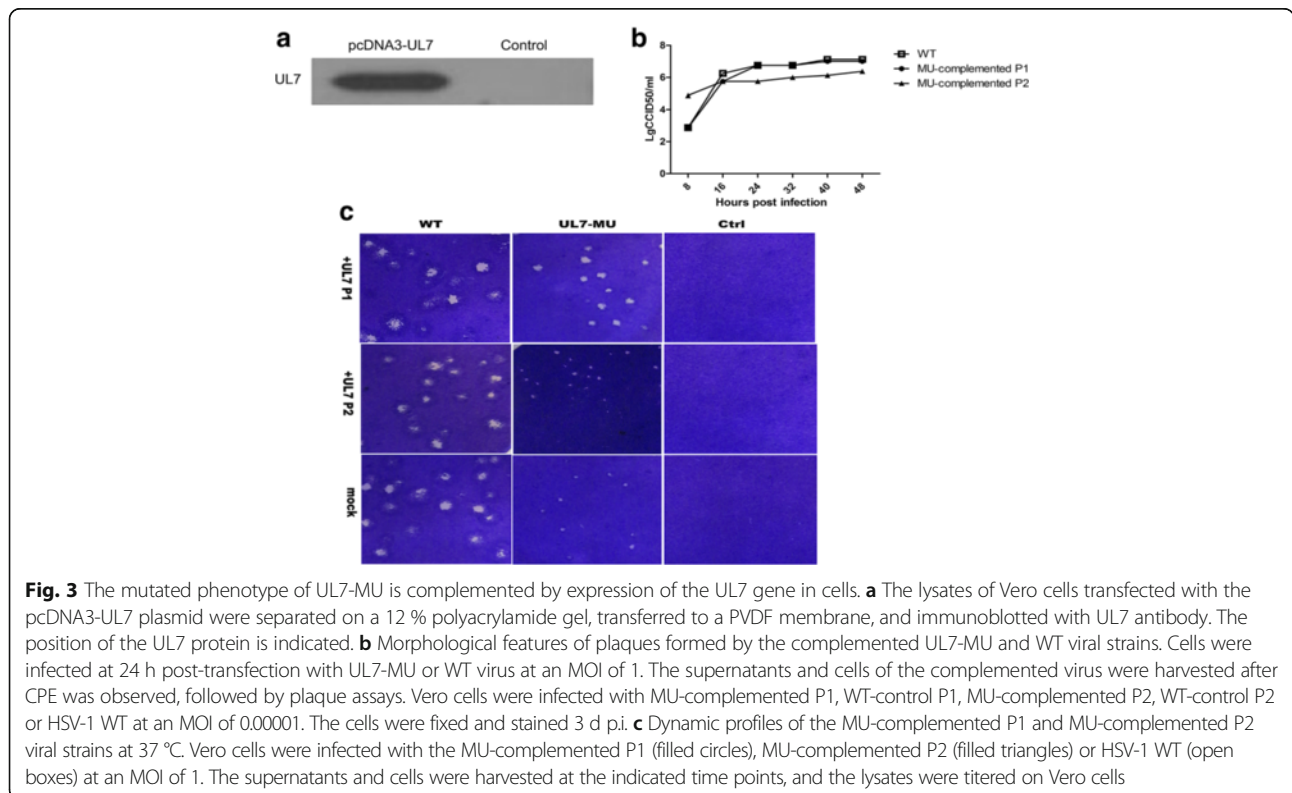 a
pcDNA3-UL7 Control
UL7
b
LgCCID50/ml
8
6
4
2
0
8 16 24 32 40 48
Hours post infection
WT
MU-complemented P1
MU-complemented P2
c
WT UL7-MU Ctrl
+UL7 P1
+UL7 P2
mock
Fig. 3 The mutated phenotype of UL7-MU is complemented by expression of the UL7 gene in cells. a The lysates of Vero cells transfected with the
pcDNA3-UL7 plasmid were separated on a 12 % polyacrylamide gel, transferred to a PVDF membrane, and immunoblotted with UL7 antibody. The
position of the UL7 protein is indicated. b Morphological features of plaques formed by the complemented UL7-MU and WT viral strains. Cells were
infected at 24 h post-transfection with UL7-MU or WT virus at an MOI of 1. The supernatants and cells of the complemented virus were harvested after
CPE was observed, followed by plaque assays. Vero cells were infected with MU-complemented P1, WT-control P1, MU-complemented P2, WT-control P2
or HSV-1 WT at an MOI of 0.00001. The cells were fixed and stained 3 d p.i. c Dynamic profiles of the MU-complemented P1 and MU-complemented P2
viral strains at 37 °C. Vero cells were infected with the MU-complemented P1 (filled circles), MU-complemented P2 (filled triangles) or HSV-1 WT (open
boxes) at an MOI of 1. The supernatants and cells were harvested at the indicated time points, and the lysates were titered on Vero cells